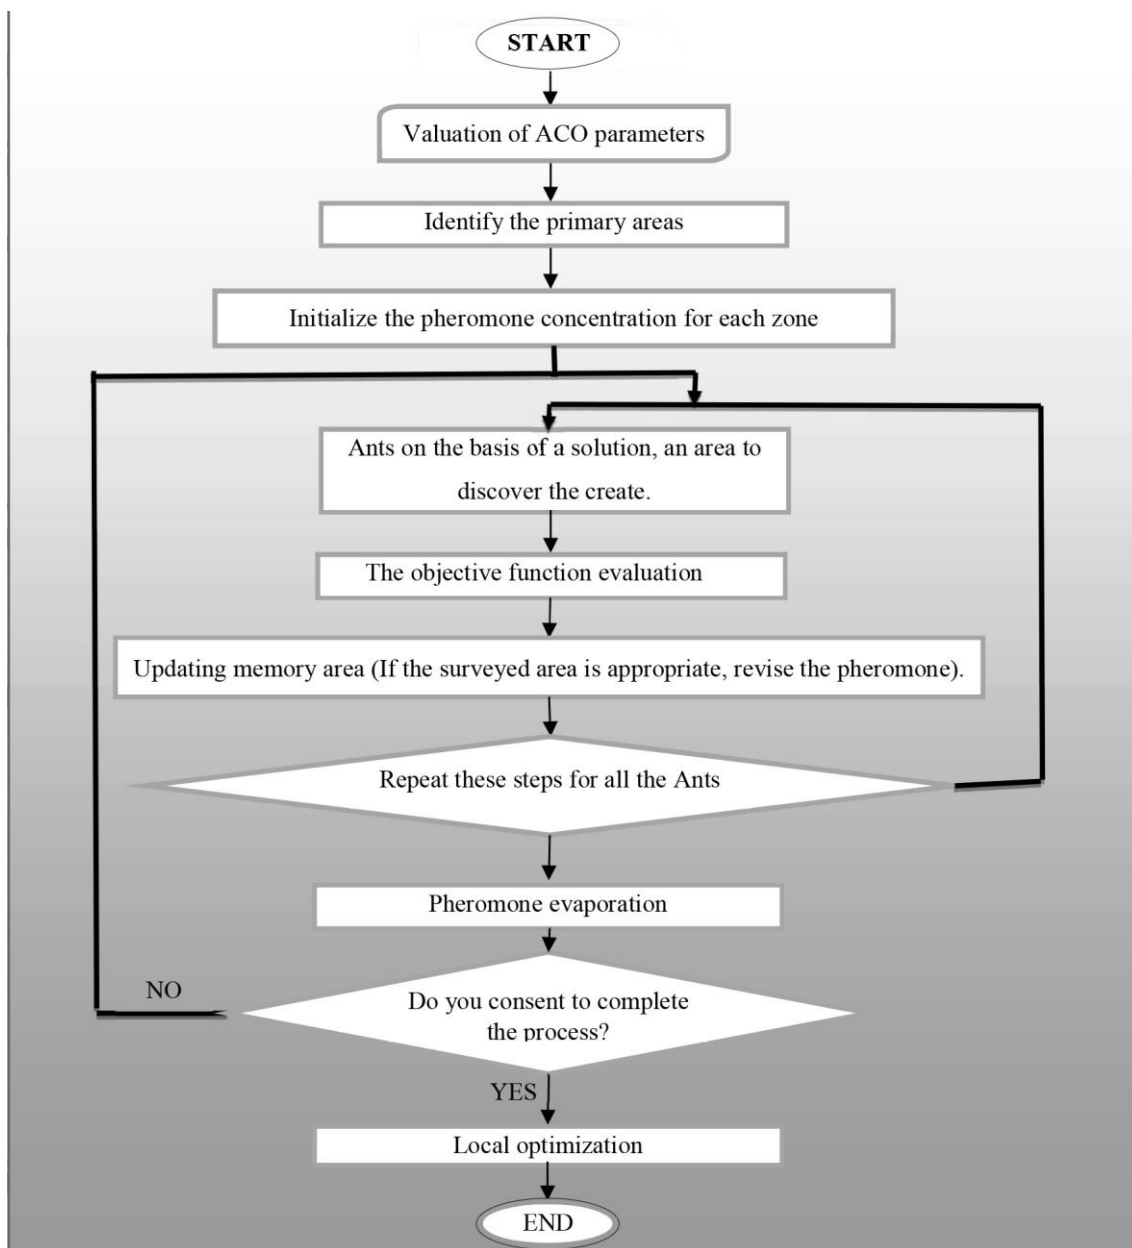 START
Valuation of ACO parameters
Identify the primary areas
Initialize the pheromone concentration for each zone
Ants on the basis of a solution, an area to
discover the create.
The objective function evaluation
Updating memory area (If the surveyed area is appropriate, revise the pheromone).
Repeat these steps for all the Ants
Pheromone evaporation
NO
Do you consent to complete
the process?
YES
Local optimization
END